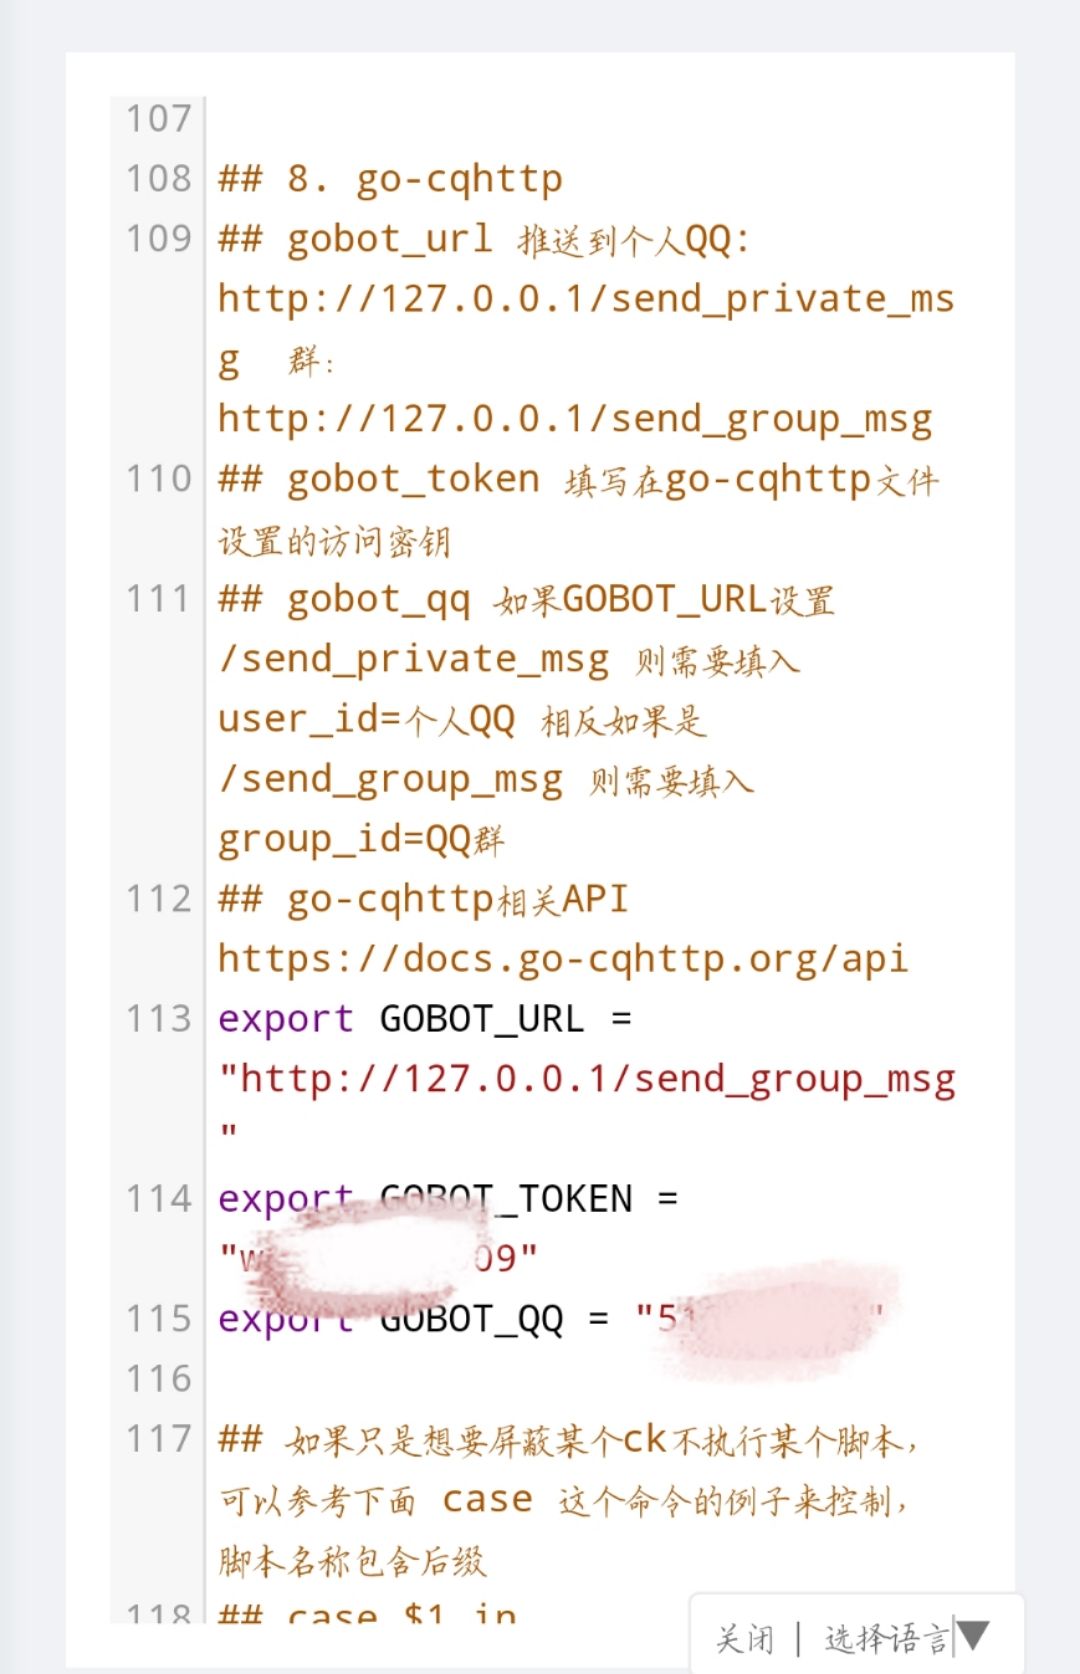 107
108 ## 8. go-cqhttp
109 ## gobot_url 推送到个人QQ:
http://127.0.0.1/send_private_ms
g  群:
http://127.0.0.1/send_group_msg
110 ## gobot_token 填写在go-cqhttp文件
设置的访问密钥
111 ## gobot_qq 如果GOBOT_URL设置
/send_private_msg 则需要填入
user_id=个人QQ 相反如果是
/send_group_msg 则需要填入
group_id=QQ群
112 ## go-cqhttp相关API
https://docs.go-cqhttp.org/api
113 export GOBOT_URL =
"http://127.0.0.1/send_group_msg
"
114 export GOBOT_TOKEN =
"w 09"
115 export GOBOT_QQ = "51 "
116
117 ## 如果只是想要屏蔽某个ck不执行某个脚本,
可以参考下面 case 这个命令的例子来控制,
脚本名称包含后缀
118 ## case $1 in
关闭 | 选择语言▼